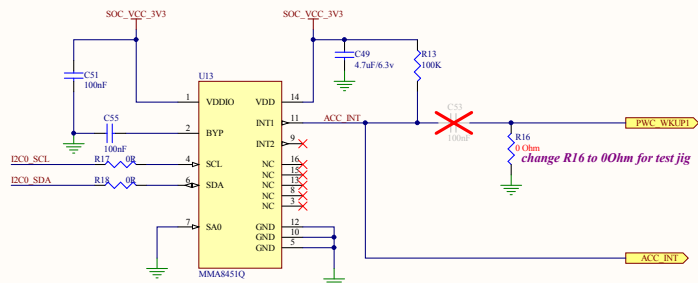 SOC_VCC_3V3
SOC_VCC_3V3
C49
4.7uF/6.3v
R13
100K
C51
100nF
U13
1
VDDIO
VDD
14
C53
100nF
C55
100nF
2
BYP
INT1
11
ACC_INT
PWC_WKUP1
INT2
9
R16
0 Ohm
change R16 to 0Ohm for test jig
I2C0_SCL
R17
0R
4
SCL
NC
16
NC
15
I2C0_SDA
R18
0R
6
SDA
NC
13
NC
8
NC
3
7
SA0
GND
12
GND
10
GND
5
ACC_INT
MMA8451Q